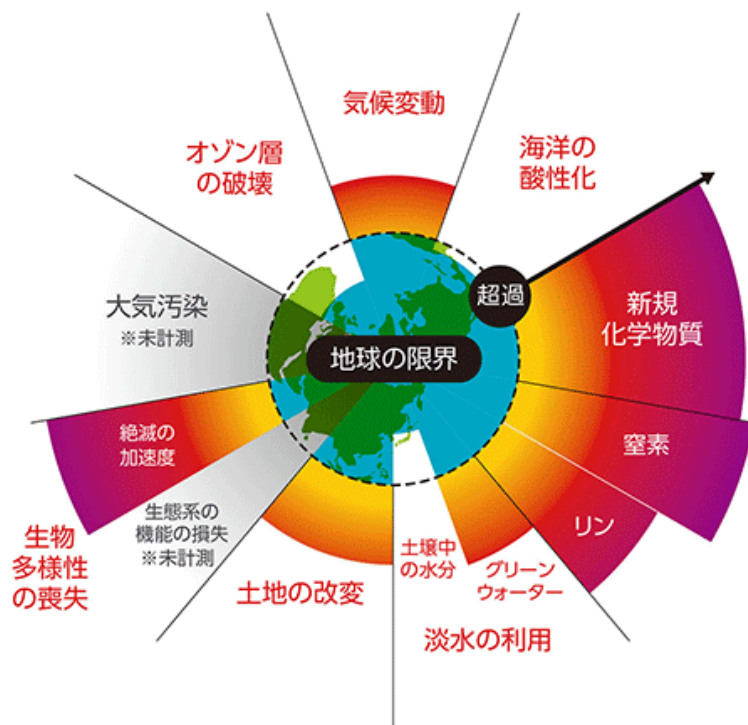 気候変動
オゾン層
の破壊
海洋の
酸性化
大気汚染
※未計測
超過
新規
化学物質
地球の限界
絶滅の
加速度
窒素
生態系の
機能の損失
※未計測
リン
生物
多様性
の喪失
土地の改変
土壌中
の水分
グリーン
ウォーター
淡水の利用